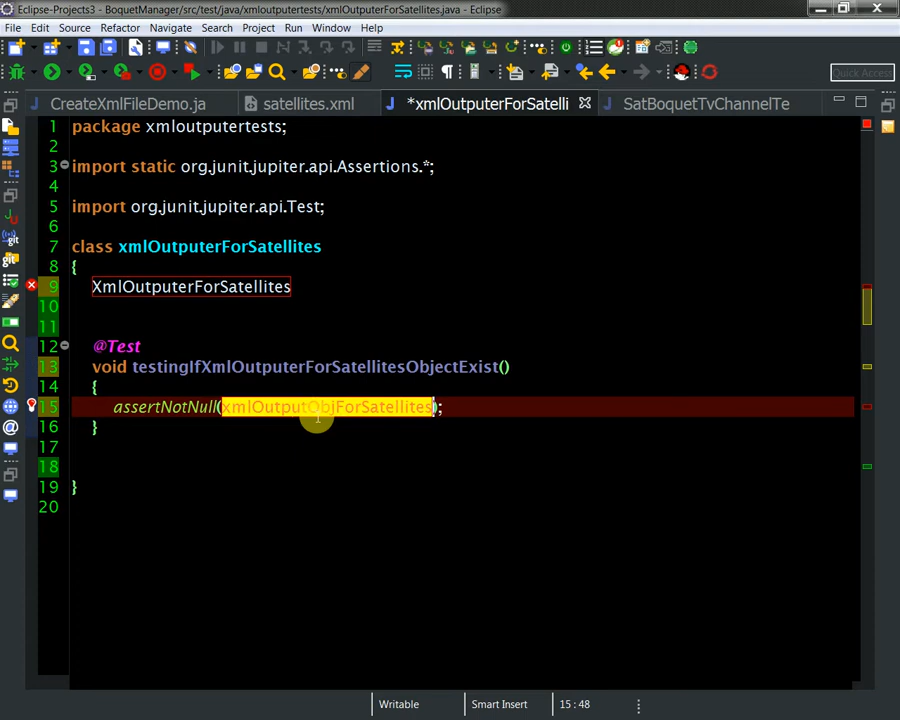 Eclipse-Projects3 - BoquetManager/src/test/java/xmloutputertests/xmlOutputerForSatellites.java - Eclipse
File Edit Source Refactor Navigate Search Project Run Window Help
Quick Access
CreateXmlFileDemo.ja satellites.xml *xmlOutputerForSatelli SatBoquetTvChannelTe
1 package xmloutputertests;
2
3 import static org.junit.jupiter.api.Assertions.*;
4
5 import org.junit.jupiter.api.Test;
6
7 class xmlOutputerForSatellites
8 {
9 XmlOutputerForSatellites
10
11
12 @Test
13 void testingIfXmlOutputerForSatellitesObjectExist()
14 {
15 assertNotNull(xmlOutputObjForSatellites);
16 }
17
18
19 }
20
Writable Smart Insert 15 : 48